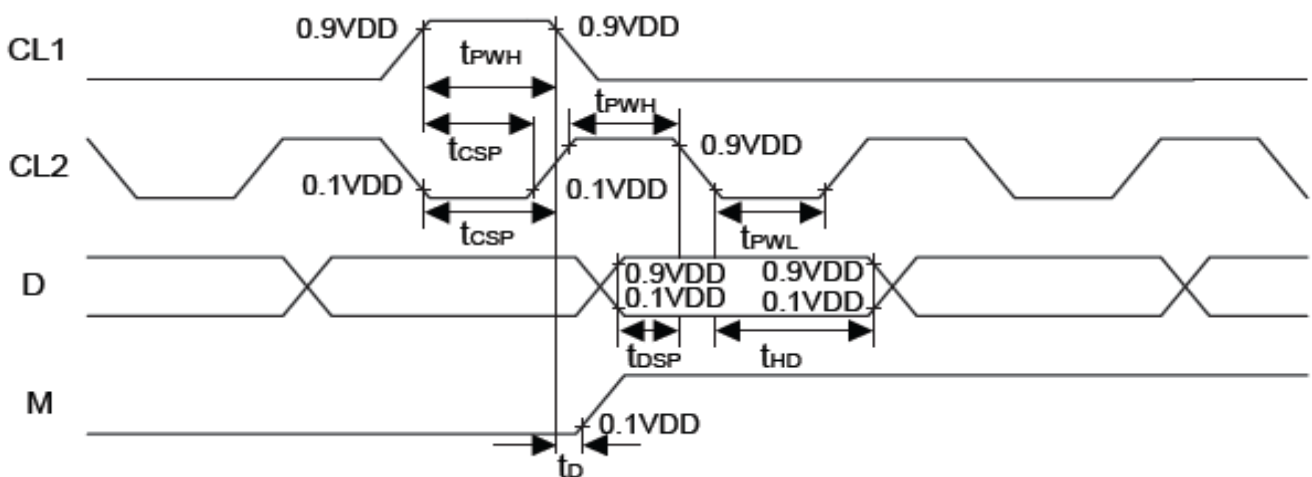 0.9VDD 0.9VDD
CL1
tPWH
tPWH
tCSP
CL2 0.9VDD
0.1VDD 0.1VDD
tCSP tPWL
D 0.9VDD 0.9VDD
0.1VDD 0.1VDD
tDSP tHD
M
0.1VDD
tD